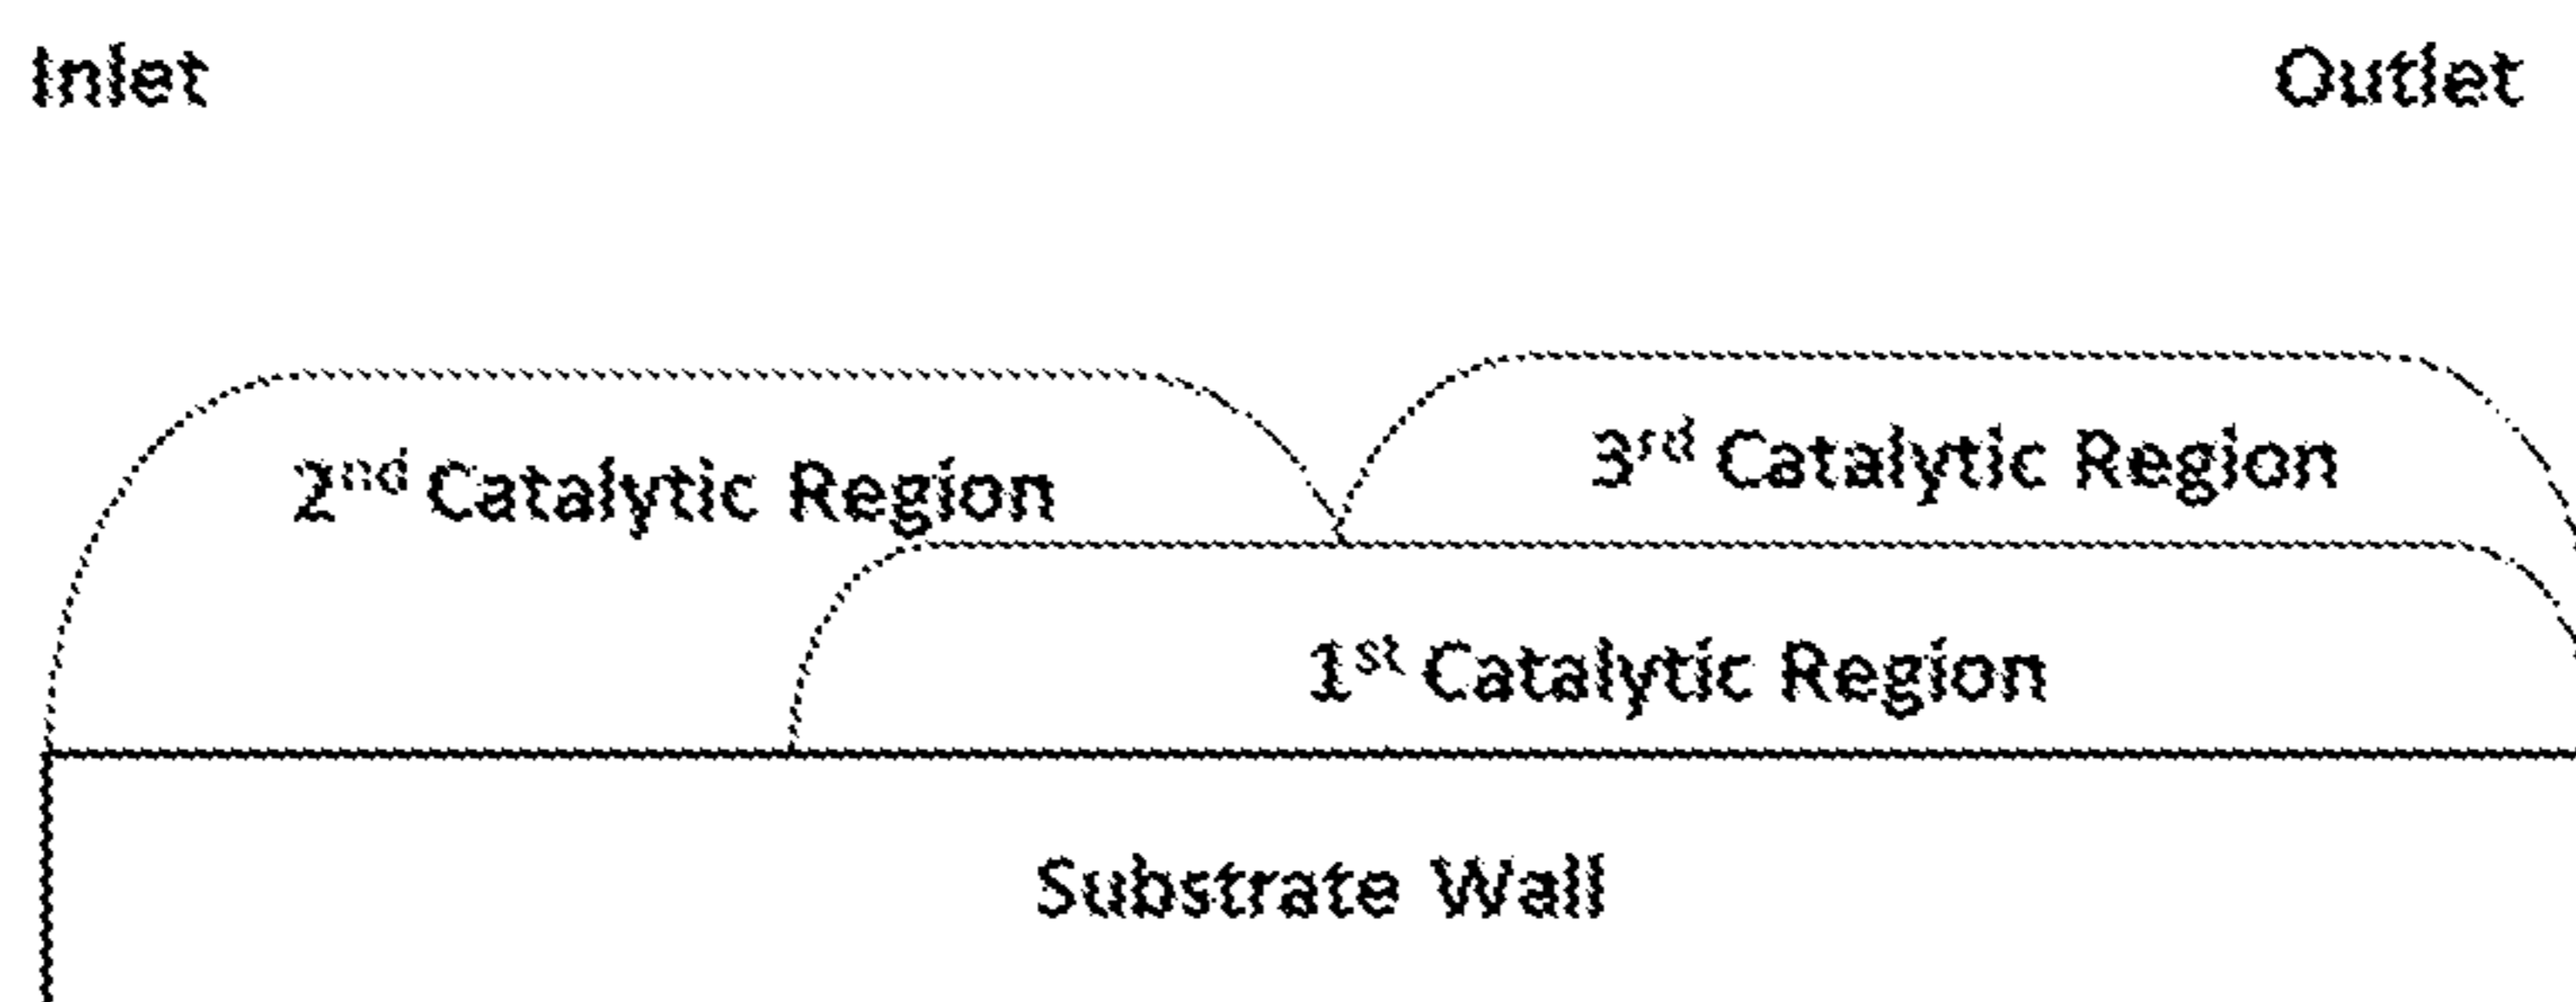 Inlet
Outlet
3rd Catalytic Region
2nd Catalytic Region
1st Catalytic Region
Substrate Wall